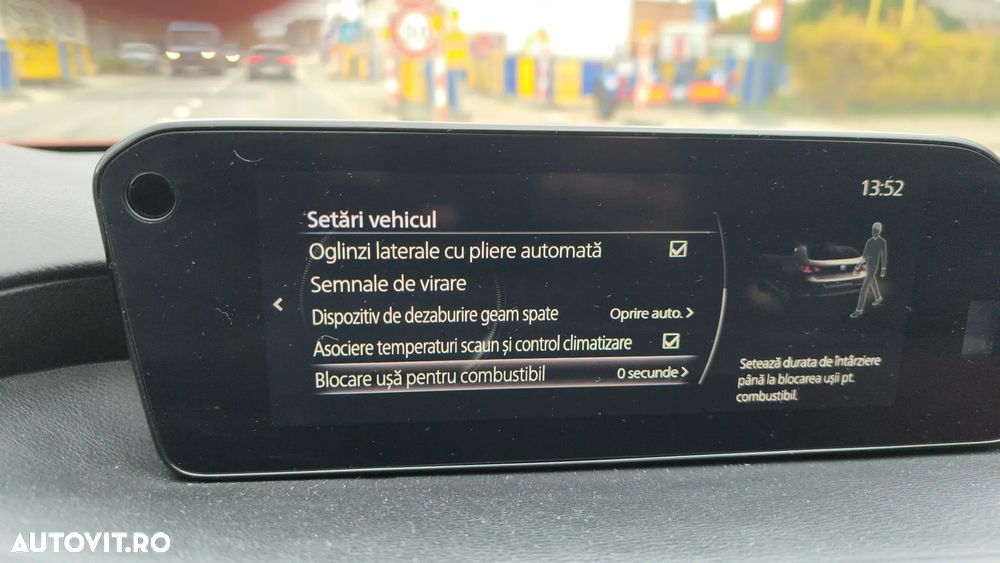 13:52
Setări vehicul
Oglinzi laterale cu pliere automată
Semnale de virare
Dispozitiv de dezaburire geam spate Oprire auto.
Asociere temperaturi scaun și control climatizare
Blocare ușă pentru combustibil 0 secunde
Setează durata de întârziere
până la blocarea ușii pt.
combustibil.
AUTOVIT.RO